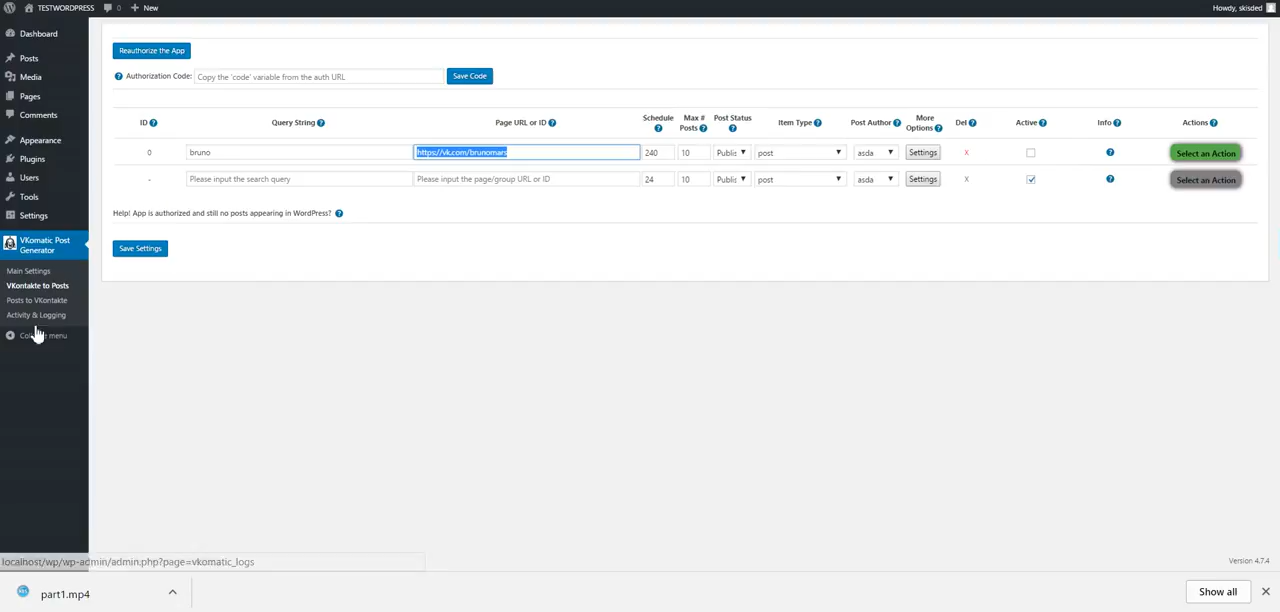 TESTWORDPRESS 0 New Howdy, skisded
Dashboard
Posts
Media
Pages
Comments
Appearance
Plugins
Users
Tools
Settings
VKomatic Post
Generator
Main Settings
VKontakte to Posts
Posts to VKontakte
Activity & Logging
menu
Reauthorize the App
Authorization Code: Copy the 'code' variable from the auth URL Save Code
ID Query String Page URL or ID Schedule Max # Posts Post Status Item Type Post Author More Options Del Active Info Actions
0 bruno https://vk.com/brunomars 240 10 Publis post asda Settings X Select an Action
- Please input the search query Please input the page/group URL or ID 24 10 Publis post asda Settings X Select an Action
Help! App is authorized and still no posts appearing in WordPress?
Save Settings
Version 4.7.4
localhost/wp/wp-admin/admin.php?page=vkomatic_logs
part1.mp4 Show all